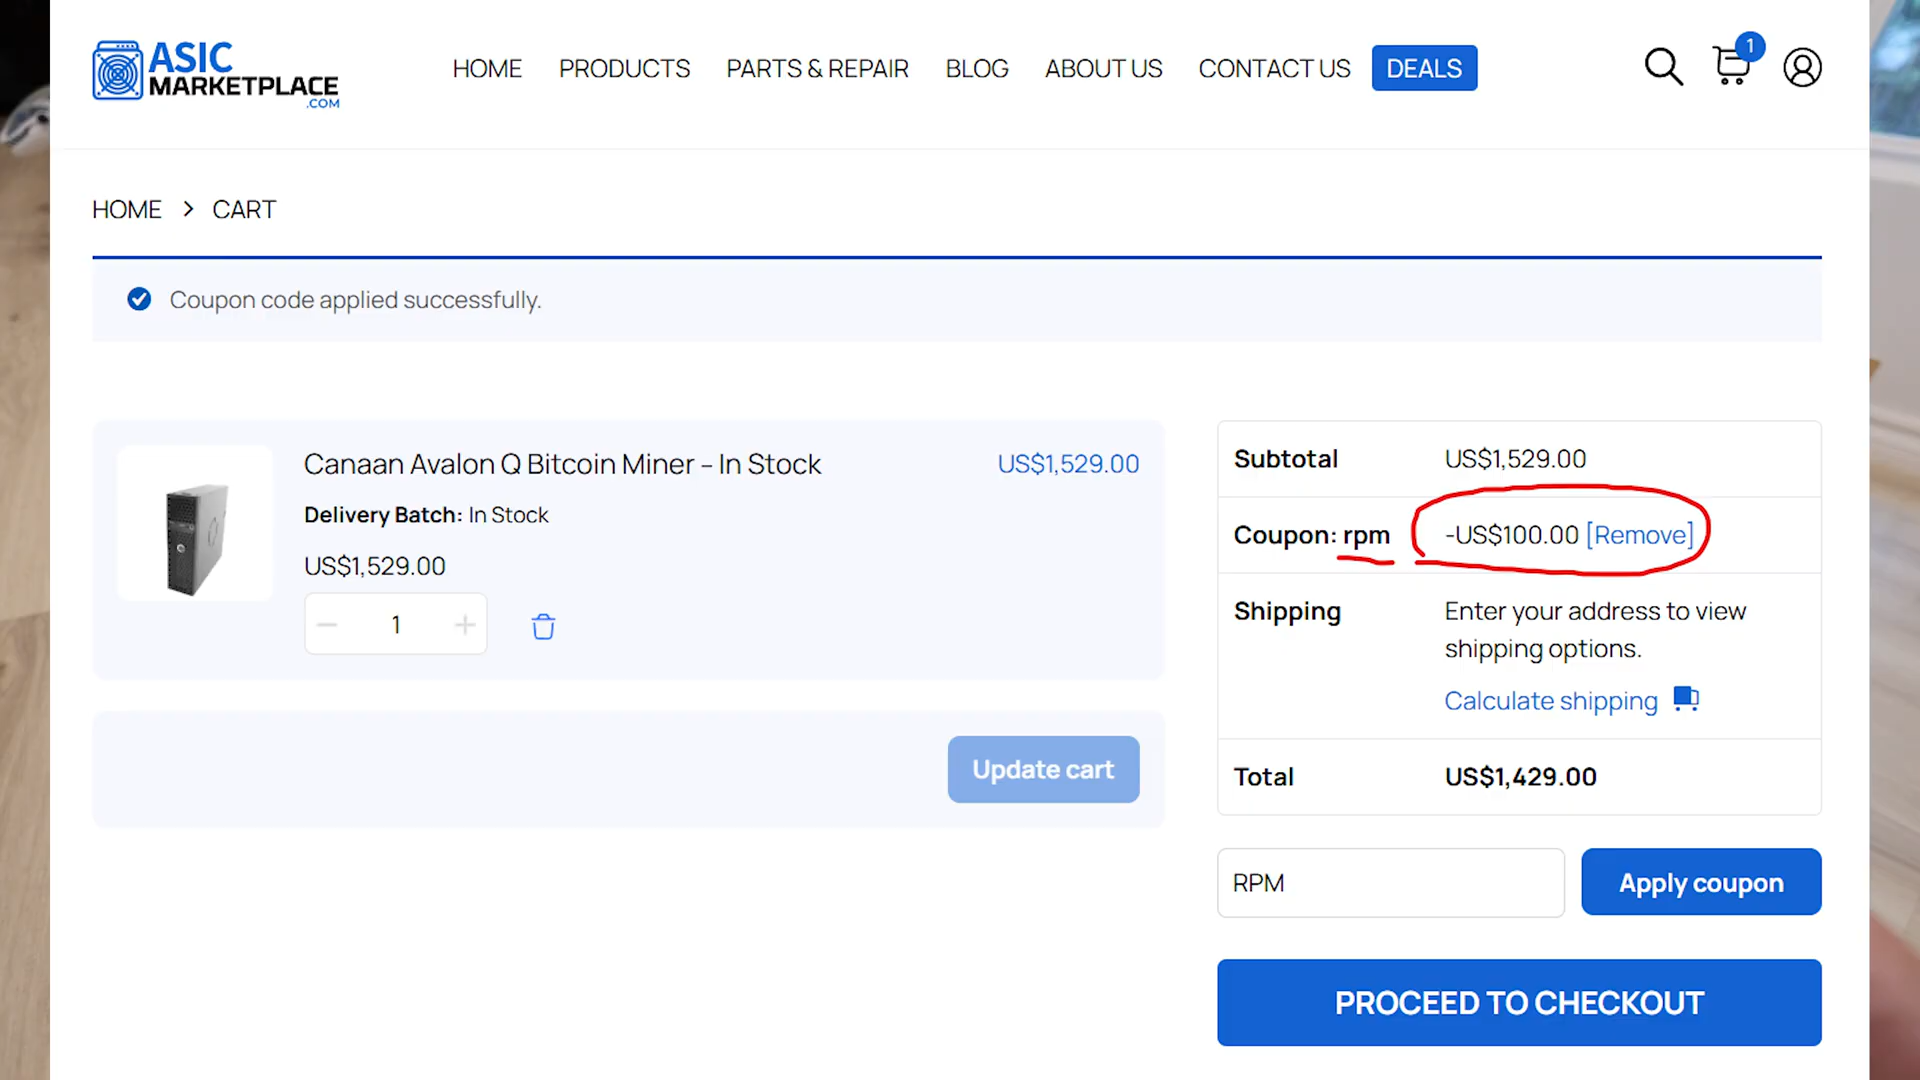 ASIC
MARKETPLACE
.COM
HOME PRODUCTS PARTS & REPAIR BLOG ABOUT US CONTACT US DEALS
1
HOME > CART
Coupon code applied successfully.
Canaan Avalon Q Bitcoin Miner – In Stock US$1,529.00
Delivery Batch: In Stock
US$1,529.00
− 1 +
Update cart
Subtotal US$1,529.00
Coupon: rpm -US$100.00 [Remove]
Shipping Enter your address to view
shipping options.
Calculate shipping
Total US$1,429.00
RPM Apply coupon
PROCEED TO CHECKOUT